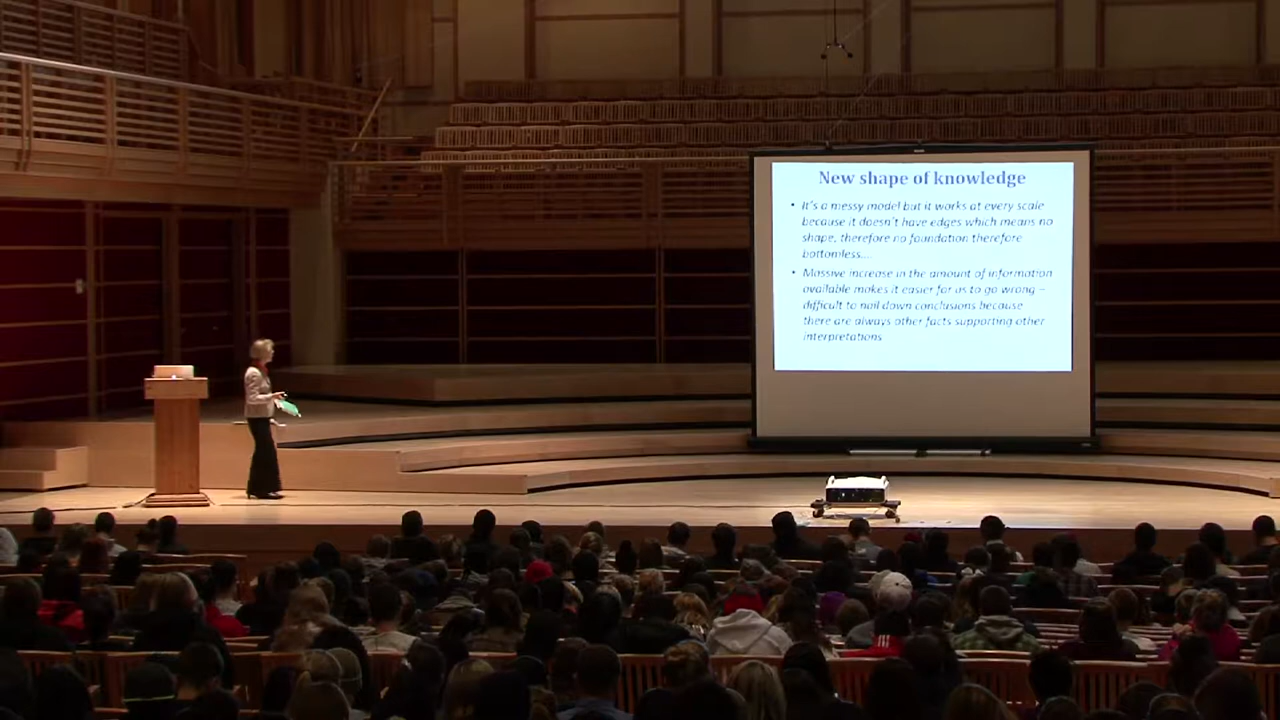 New shape of knowledge
• It's a messy model but it works at every scale
because it doesn't have edges which means no
shape, therefore no foundation therefore
bottomless....
• Massive increase in the amount of information
available makes it easier for us to go wrong –
difficult to nail down conclusions because
there are always other facts supporting other
interpretations